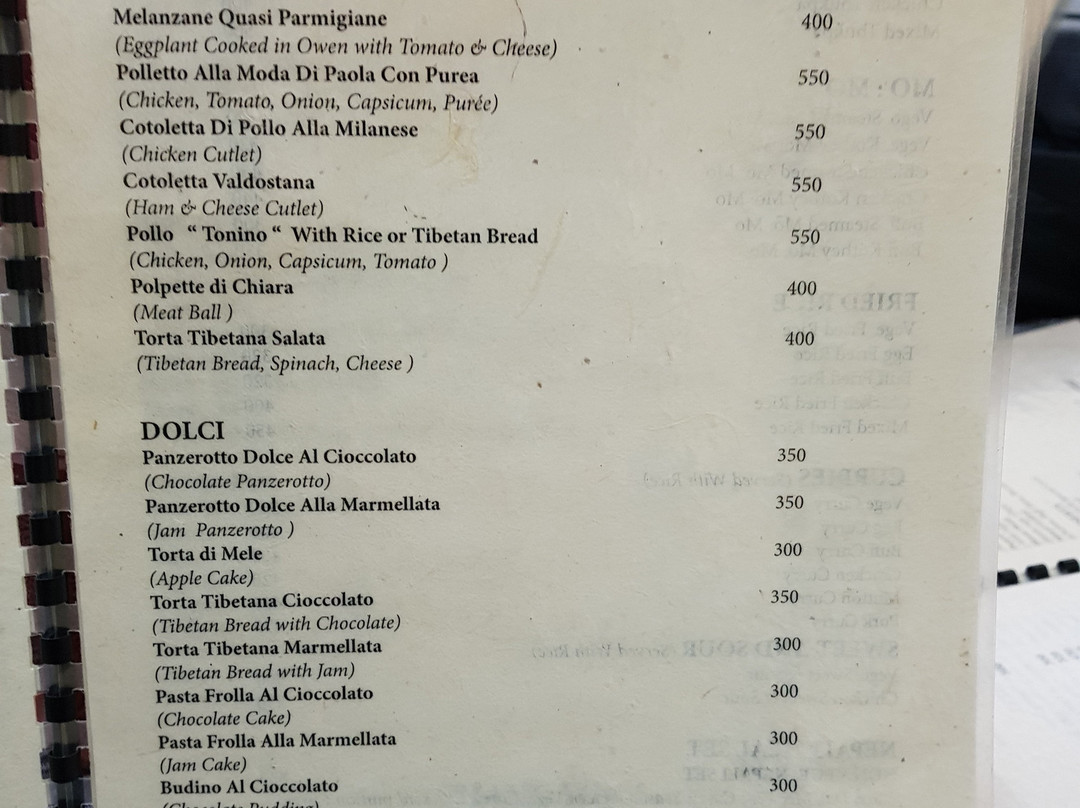 Melanzane Quasi Parmigiane 400
(Eggplant Cooked in Owen with Tomato & Cheese)
Polletto Alla Moda Di Paola Con Purea 550
(Chicken, Tomato, Onion, Capsicum, Purée)
Cotoletta Di Pollo Alla Milanese 550
(Chicken Cutlet)
Cotoletta Valdostana 550
(Ham & Cheese Cutlet)
Pollo “ Tonino “ With Rice or Tibetan Bread 550
(Chicken, Onion, Capsicum, Tomato )
Polpette di Chiara 400
(Meat Ball )
Torta Tibetana Salata 400
(Tibetan Bread, Spinach, Cheese )
DOLCI
Panzerotto Dolce Al Cioccolato 350
(Chocolate Panzerotto)
Panzerotto Dolce Alla Marmellata 350
(Jam Panzerotto )
Torta di Mele 300
(Apple Cake)
Torta Tibetana Cioccolato 350
(Tibetan Bread with Chocolate)
Torta Tibetana Marmellata 300
(Tibetan Bread with Jam)
Pasta Frolla Al Cioccolato 300
(Chocolate Cake)
Pasta Frolla Alla Marmellata 300
(Jam Cake)
Budino Al Cioccolato 300
(Chocolate Pudding)